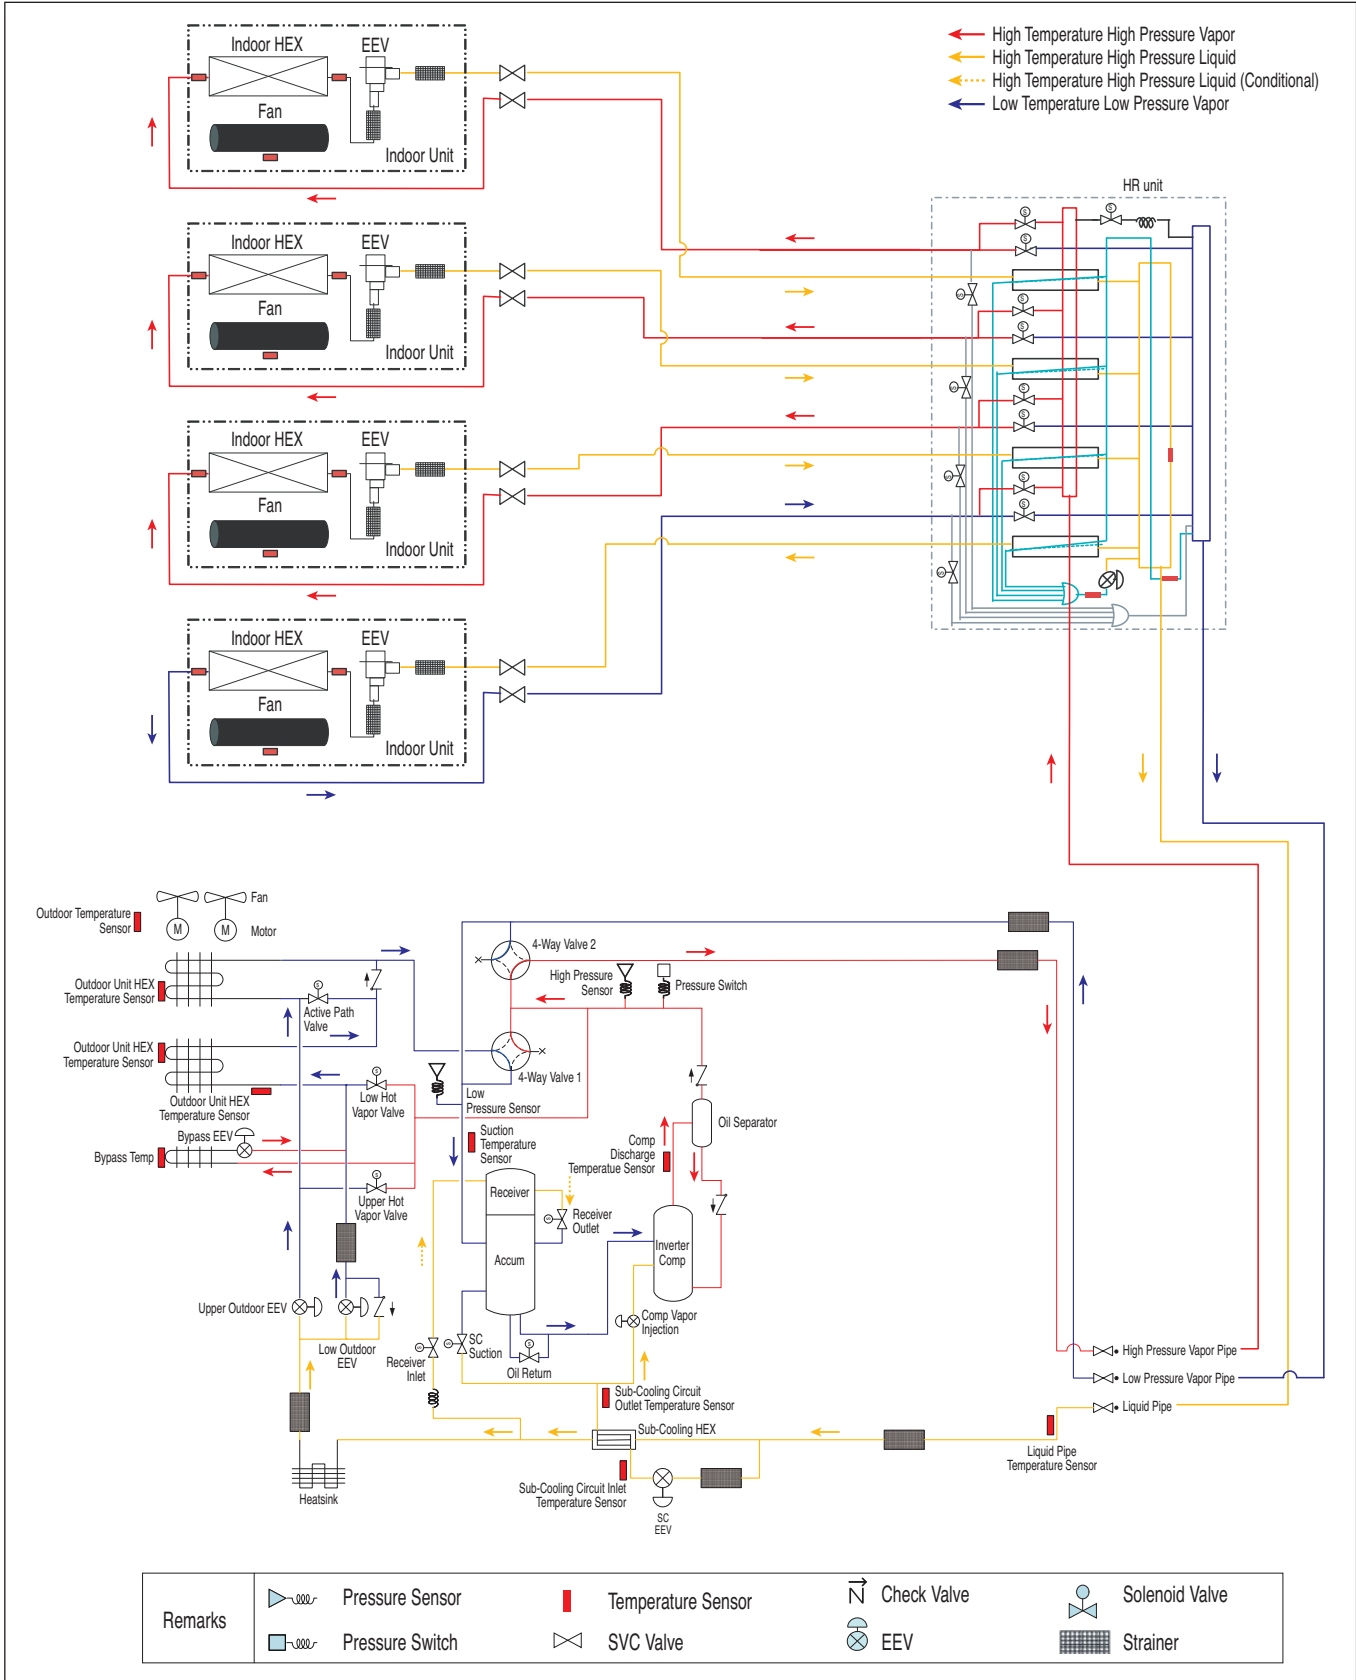 High Temperature High Pressure Vapor
High Temperature High Pressure Liquid
High Temperature High Pressure Liquid (Conditional)
Low Temperature Low Pressure Vapor
Indoor HEX
EEV
Fan
Indoor Unit
Indoor HEX
EEV
Fan
Indoor Unit
Indoor HEX
EEV
Fan
Indoor Unit
Indoor HEX
EEV
Fan
Indoor Unit
HR unit
S
S
S
S
S
S
S
S
S
S
S
S
S
Fan
Outdoor Temperature
Sensor
M
M
Motor
4-Way Valve 2
High Pressure
Sensor
Pressure Switch
Outdoor Unit HEX
Temperature Sensor
S
Active Path
Valve
Outdoor Unit HEX
Temperature Sensor
4-Way Valve 1
S
Low Hot
Vapor Valve
Outdoor Unit HEX
Temperature Sensor
Low
Pressure Sensor
Bypass EEV
Bypass Temp
Suction
Temperature
Sensor
Comp
Discharge
Temperatue Sensor
Oil Separator
S
Upper Hot
Vapor Valve
Receiver
S
Receiver
Outlet
Accum
Inverter
Comp
Upper Outdoor EEV
Low Outdoor
EEV
S
Receiver
Inlet
S
SC
Suction
S
Oil Return
Comp Vapor
Injection
Sub-Cooling Circuit
Outlet Temperature Sensor
Sub-Cooling HEX
Sub-Cooling Circuit Inlet
Temperature Sensor
SC
EEV
Heatsink
High Pressure Vapor Pipe
Low Pressure Vapor Pipe
Liquid Pipe
Liquid Pipe
Temperature Sensor
Remarks
Pressure Sensor
Temperature Sensor
Check Valve
Solenoid Valve
Pressure Switch
SVC Valve
EEV
Strainer